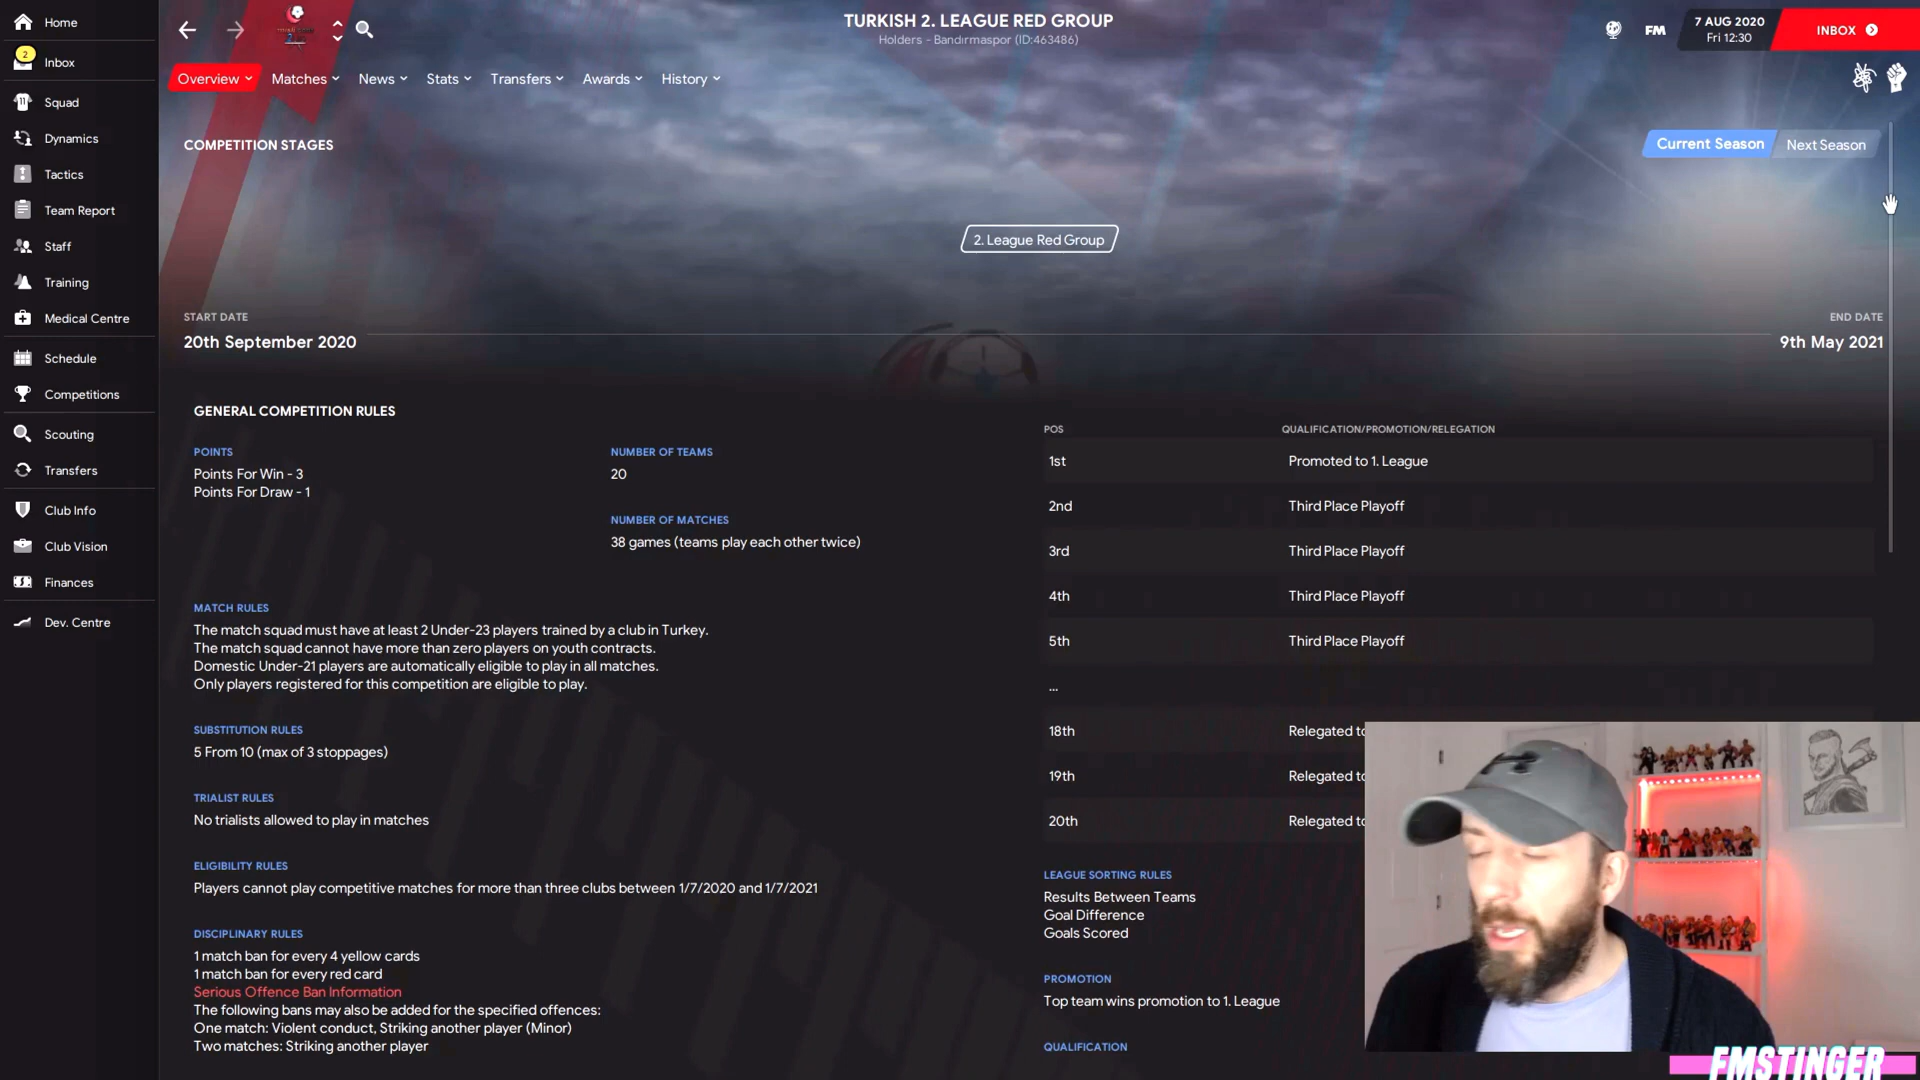 Home
2
Inbox
Squad
Dynamics
Tactics
Team Report
Staff
Training
Medical Centre
Schedule
Competitions
Scouting
Transfers
Club Info
Club Vision
Finances
Dev. Centre
TURKISH 2. LEAGUE RED GROUP
Holders - Bandırmaspor (ID:463486)
FM
7 AUG 2020
Fri 12:30
INBOX
Overview
Matches
News
Stats
Transfers
Awards
History
COMPETITION STAGES
Current Season
Next Season
2. League Red Group
START DATE
20th September 2020
END DATE
9th May 2021
GENERAL COMPETITION RULES
POINTS
Points For Win - 3
Points For Draw - 1
NUMBER OF TEAMS
20
NUMBER OF MATCHES
38 games (teams play each other twice)
MATCH RULES
The match squad must have at least 2 Under-23 players trained by a club in Turkey.
The match squad cannot have more than zero players on youth contracts.
Domestic Under-21 players are automatically eligible to play in all matches.
Only players registered for this competition are eligible to play.
SUBSTITUTION RULES
5 From 10 (max of 3 stoppages)
TRIALIST RULES
No trialists allowed to play in matches
ELIGIBILITY RULES
Players cannot play competitive matches for more than three clubs between 1/7/2020 and 1/7/2021
DISCIPLINARY RULES
1 match ban for every 4 yellow cards
1 match ban for every red card
Serious Offence Ban Information
The following bans may also be added for the specified offences:
One match: Violent conduct, Striking another player (Minor)
Two matches: Striking another player
POS QUALIFICATION/PROMOTION/RELEGATION
1st Promoted to 1. League
2nd Third Place Playoff
3rd Third Place Playoff
4th Third Place Playoff
5th Third Place Playoff
...
18th Relegated to
19th Relegated to
20th Relegated to
LEAGUE SORTING RULES
Results Between Teams
Goal Difference
Goals Scored
PROMOTION
Top team wins promotion to 1. League
QUALIFICATION
FMSTINGER